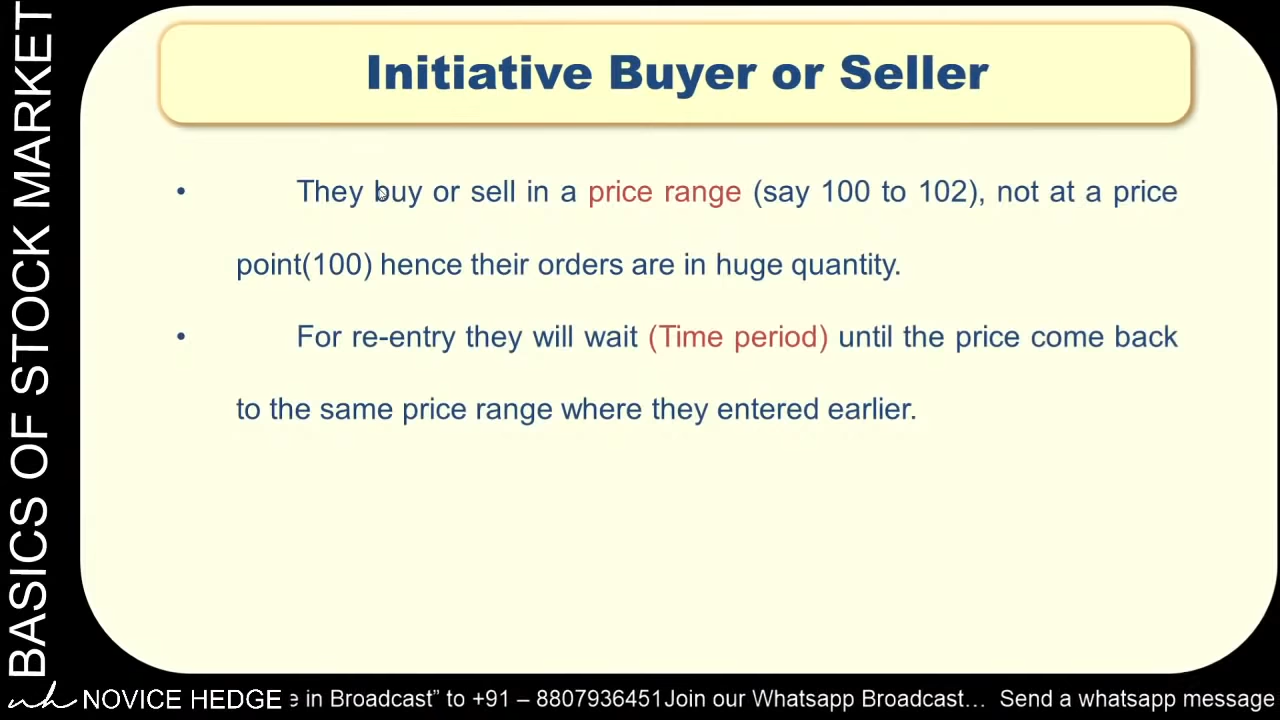 BASICS OF STOCK MARKET
Initiative Buyer or Seller
• They buy or sell in a price range (say 100 to 102), not at a price
point(100) hence their orders are in huge quantity.
• For re-entry they will wait (Time period) until the price come back
to the same price range where they entered earlier.
nh NOVICE HEDGE e in Broadcast” to +91 – 8807936451Join our Whatsapp Broadcast… Send a whatsapp message